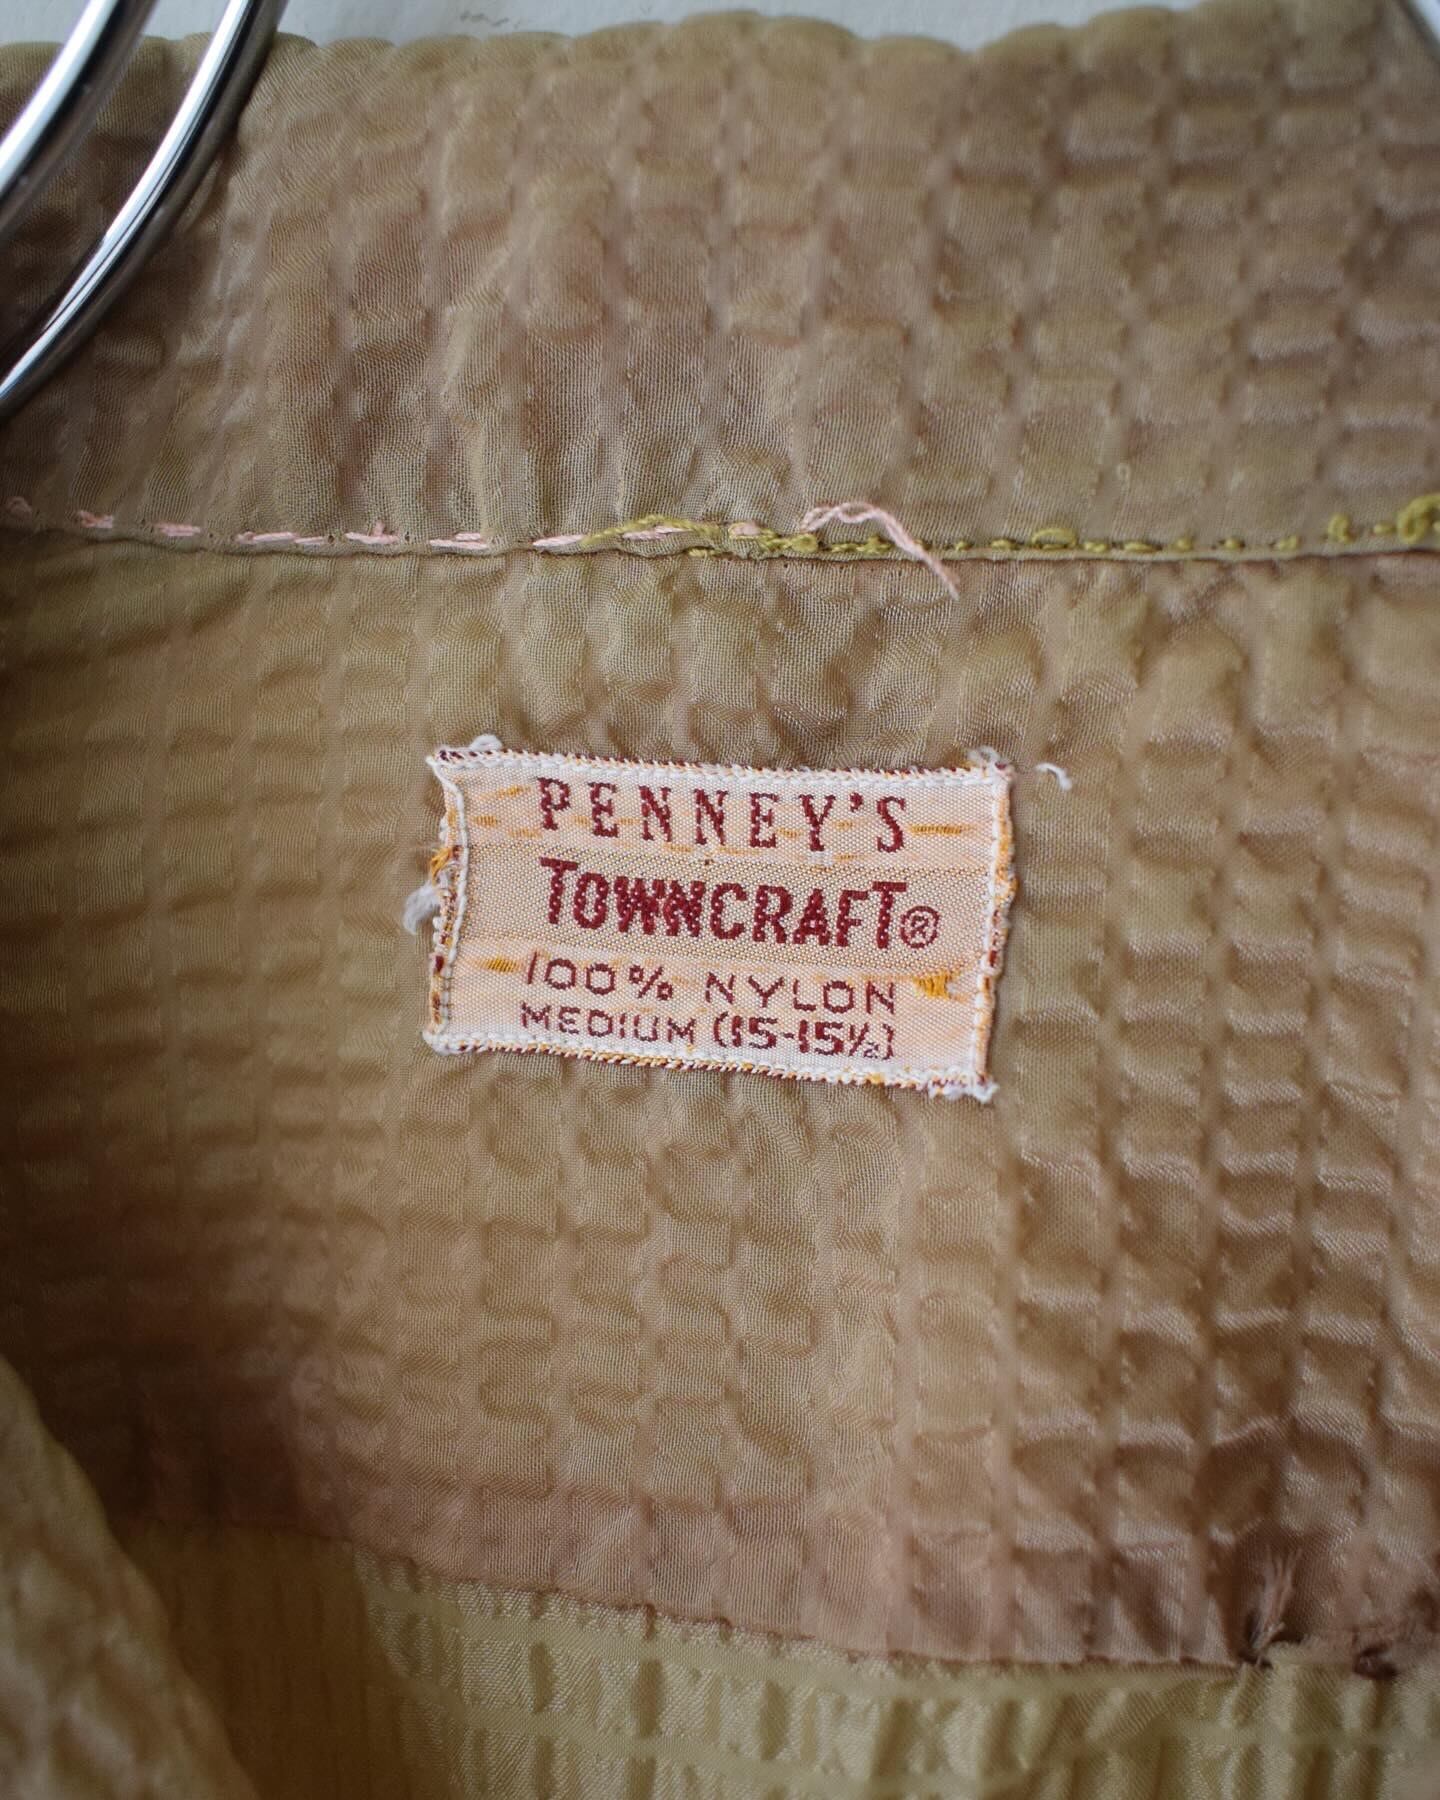 PENNEY'S
TOWNCRAFT®
100% NYLON
MEDIUM (15-15½)